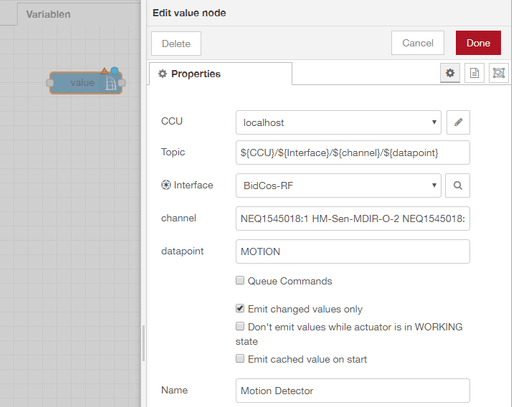 Variablen
Edit value node
Delete
Cancel
Done
Properties
value
CCU
localhost
Topic
${CCU}/${Interface}/${channel}/${datapoint}
Interface
BidCos-RF
channel
NEQ1545018:1 HM-Sen-MDIR-O-2 NEQ1545018:
datapoint
MOTION
Queue Commands
Emit changed values only
Don't emit values while actuator is in WORKING
state
Emit cached value on start
Name
Motion Detector